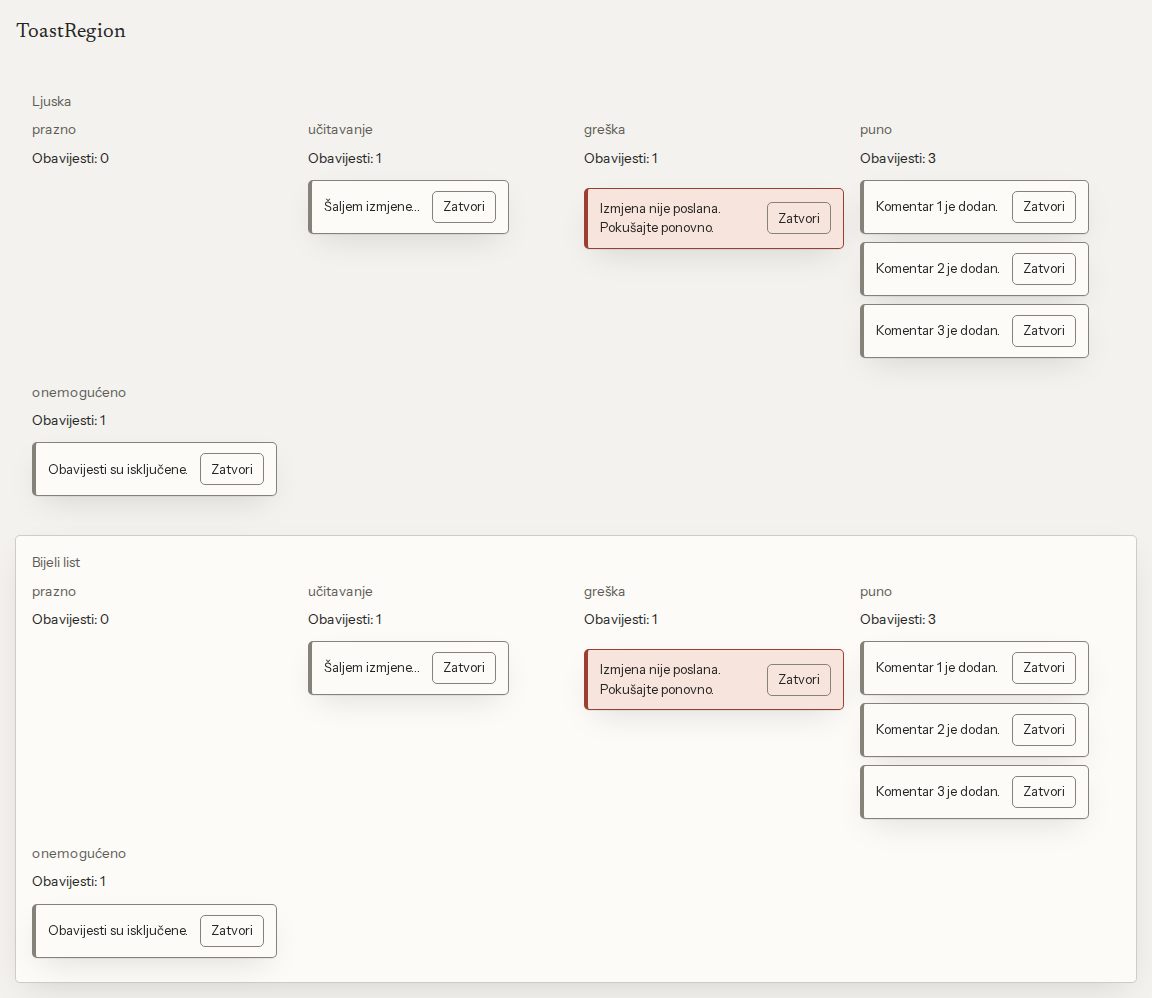 ToastRegion
Ljuska
prazno
Obavijesti: 0
učitavanje
Obavijesti: 1
Šaljem izmjene…
Zatvori
greška
Obavijesti: 1
Izmjena nije poslana.
Pokušajte ponovno.
Zatvori
puno
Obavijesti: 3
Komentar 1 je dodan.
Zatvori
Komentar 2 je dodan.
Zatvori
Komentar 3 je dodan.
Zatvori
onemogućeno
Obavijesti: 1
Obavijesti su isključene.
Zatvori
Bijeli list
prazno
Obavijesti: 0
učitavanje
Obavijesti: 1
Šaljem izmjene…
Zatvori
greška
Obavijesti: 1
Izmjena nije poslana.
Pokušajte ponovno.
Zatvori
puno
Obavijesti: 3
Komentar 1 je dodan.
Zatvori
Komentar 2 je dodan.
Zatvori
Komentar 3 je dodan.
Zatvori
onemogućeno
Obavijesti: 1
Obavijesti su isključene.
Zatvori